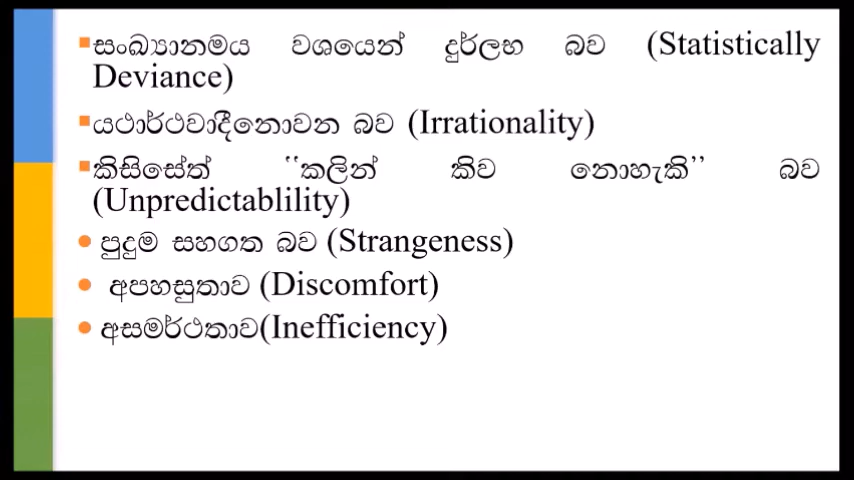 සංඛ්‍යානමය වශයෙන් දුර්ලභ බව (Statistically
Deviance)
යථාර්ථවාදීනොවන බව (Irrationality)
කිසිසේත් ‘‘කලින් කිව නොහැකි’’ බව
(Unpredictablility)
පුදුම සහගත බව (Strangeness)
අපහසුතාව (Discomfort)
අසමර්ථතාව(Inefficiency)